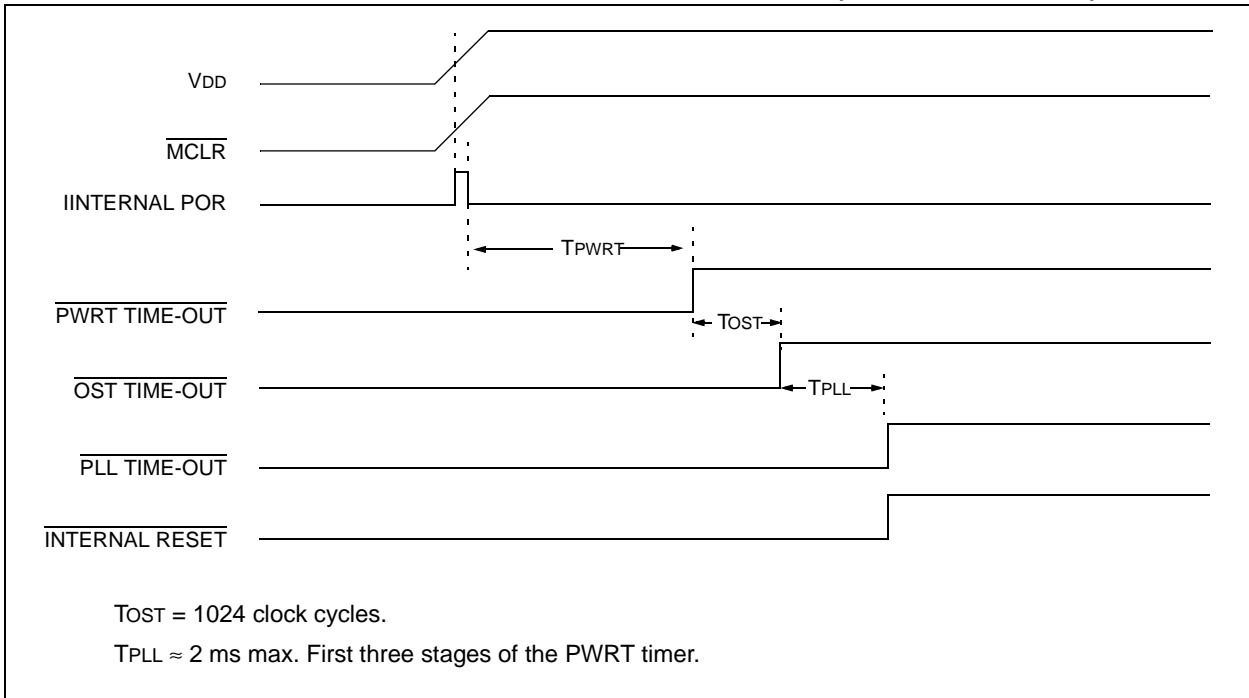 VDD
MCLR
IINTERNAL POR
TPWRT
PWRT TIME-OUT
TOST
OST TIME-OUT
TPLL
PLL TIME-OUT
INTERNAL RESET
TOST = 1024 clock cycles.
TPLL ≈ 2 ms max. First three stages of the PWRT timer.